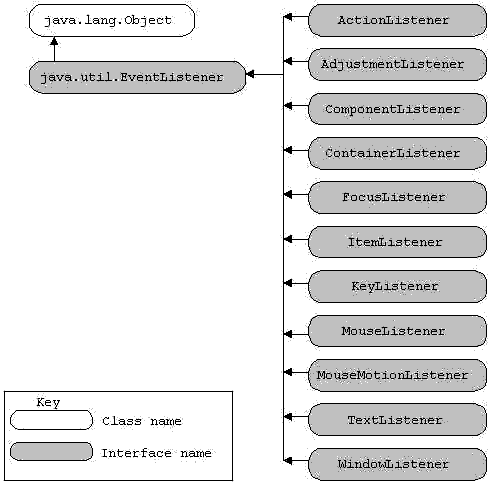 java.lang.Object
java.util.EventListener
ActionListener
AdjustmentListener
ComponentListener
ContainerListener
FocusListener
ItemListener
KeyListener
MouseListener
MouseMotionListener
TextListener
WindowListener
Key
Class name
Interface name